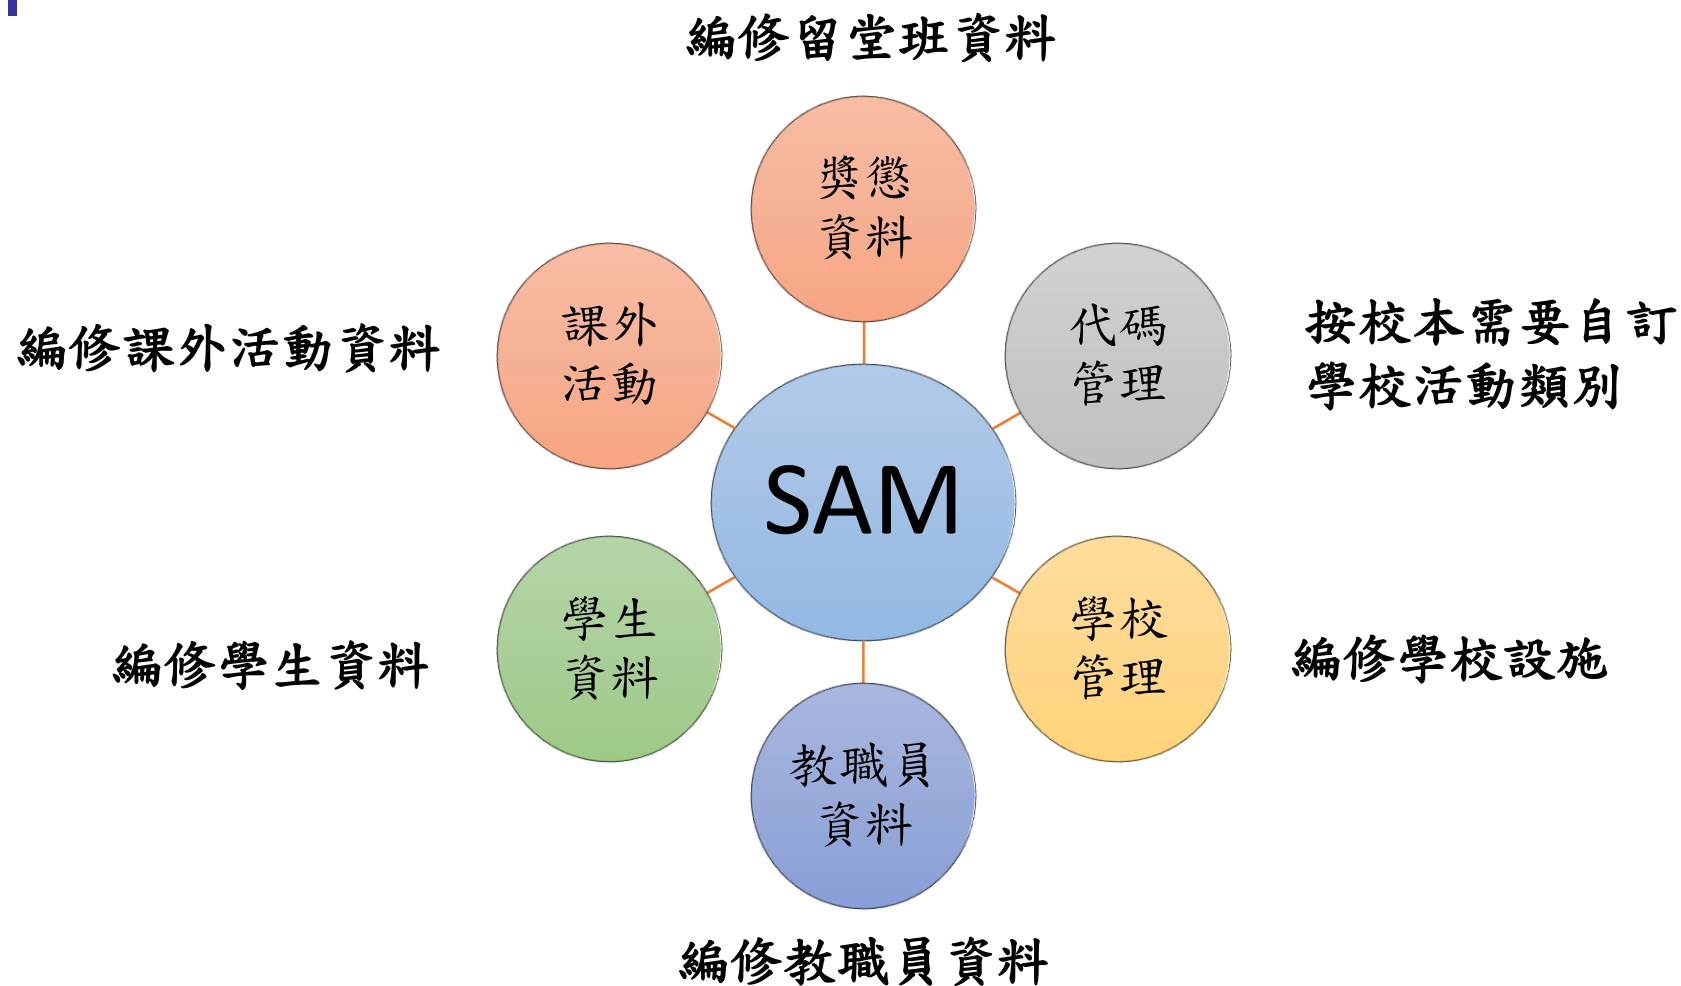 編修留堂班資料
獎懲
資料
編修課外活動資料
課外
活動
代碼
管理
按校本需要自訂
學校活動類別
SAM
編修學生資料
學生
資料
學校
管理
編修學校設施
教職員
資料
編修教職員資料